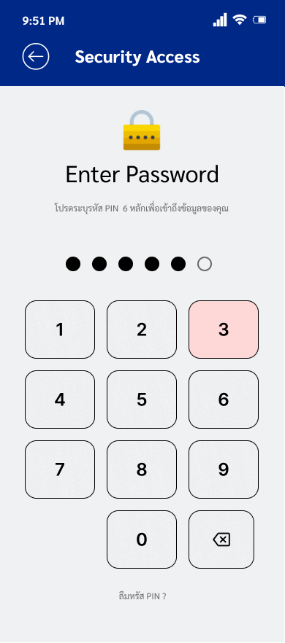 9:51 PM
Security Access
Enter Password
โปรดระบุรหัส PIN 6 หลักเพื่อเข้าถึงข้อมูลของคุณ
1 2 3
4 5 6
7 8 9
0
ลืมรหัส PIN ?